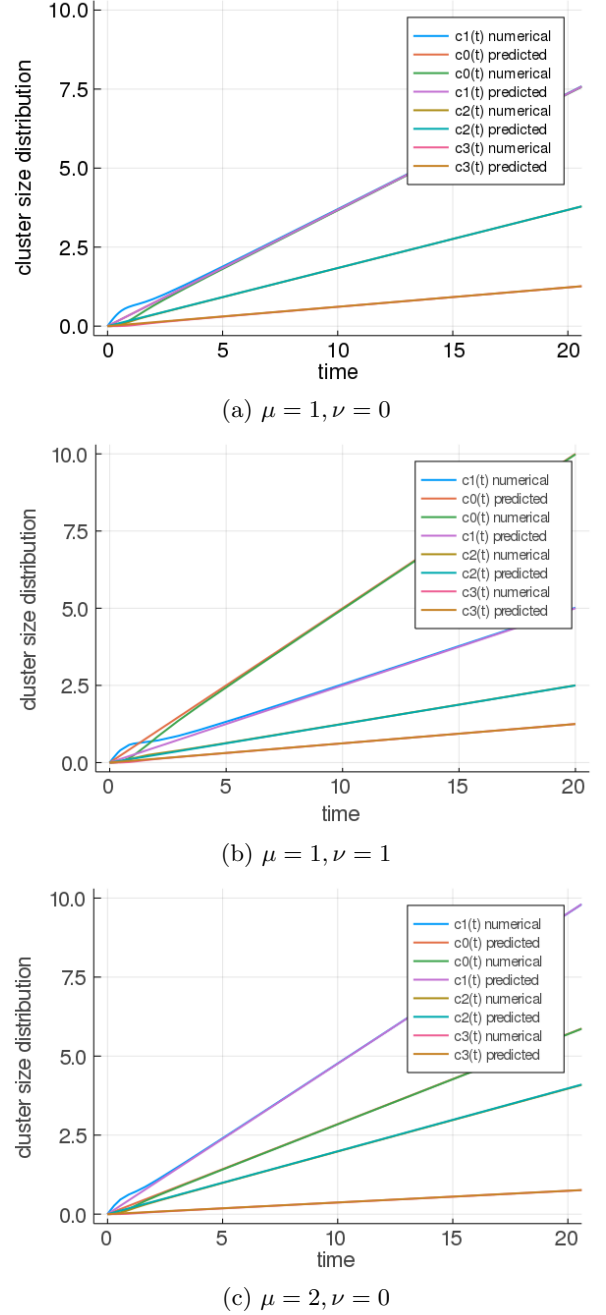 10.0
7.5
5.0
2.5
0.0
cluster size distribution
c1(t) numerical
c0(t) predicted
c0(t) numerical
c1(t) predicted
c2(t) numerical
c2(t) predicted
c3(t) numerical
c3(t) predicted
0 5 10 15 20
time
(a) μ = 1, ν = 0
10.0
7.5
5.0
2.5
0.0
cluster size distribution
c1(t) numerical
c0(t) predicted
c0(t) numerical
c1(t) predicted
c2(t) numerical
c2(t) predicted
c3(t) numerical
c3(t) predicted
0 5 10 15 20
time
(b) μ = 1, ν = 1
10.0
7.5
5.0
2.5
0.0
cluster size distribution
c1(t) numerical
c0(t) predicted
c0(t) numerical
c1(t) predicted
c2(t) numerical
c2(t) predicted
c3(t) numerical
c3(t) predicted
0 5 10 15 20
time
(c) μ = 2, ν = 0